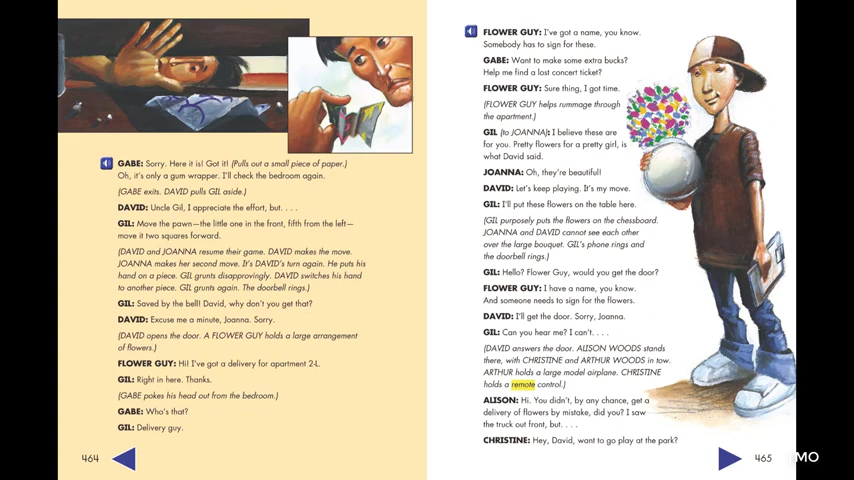 GABE: Sorry. Here it is! Got it! (Pulls out a small piece of paper.)
Oh, it's only a gum wrapper. I'll check the bedroom again.
(GABE exits. DAVID pulls GIL aside.)
DAVID: Uncle Gil, I appreciate the effort, but. . . .
GIL: Move the pawn—the little one in the front, fifth from the left—
move it two squares forward.
(DAVID and JOANNA resume their game. DAVID makes the move.
JOANNA makes her second move. It's DAVID's turn again. He puts his
hand on a piece. GIL grunts disapprovingly. DAVID switches his hand
to another piece. GIL grunts again. The doorbell rings.)
GIL: Saved by the bell! David, why don't you get that?
DAVID: Excuse me a minute, Joanna. Sorry.
(DAVID opens the door. A FLOWER GUY holds a large arrangement
of flowers.)
FLOWER GUY: Hi! I've got a delivery for apartment 2-L.
GIL: Right in here. Thanks.
(GABE pokes his head out from the bedroom.)
GABE: Who's that?
GIL: Delivery guy.
464
FLOWER GUY: I've got a name, you know.
Somebody has to sign for these.
GABE: Want to make some extra bucks?
Help me find a lost concert ticket?
FLOWER GUY: Sure thing, I got time.
(FLOWER GUY helps rummage through
the apartment.)
GIL (to JOANNA): I believe these are
for you. Pretty flowers for a pretty girl, is
what David said.
JOANNA: Oh, they're beautiful!
DAVID: Let's keep playing. It's my move.
GIL: I'll put these flowers on the table here.
(GIL purposely puts the flowers on the chessboard.
JOANNA and DAVID cannot see each other
over the large bouquet. GIL's phone rings and
the doorbell rings.)
GIL: Hello? Flower Guy, would you get the door?
FLOWER GUY: I have a name, you know.
And someone needs to sign for the flowers.
DAVID: I'll get the door. Sorry, Joanna.
GIL: Can you hear me? I can't. . . .
(DAVID answers the door. ALISON WOODS stands
there, with CHRISTINE and ARTHUR WOODS in tow.
ARTHUR holds a large model airplane. CHRISTINE
holds a remote control.)
ALISON: Hi. You didn't, by any chance, get a
delivery of flowers by mistake, did you? I saw
the truck out front, but. . . .
CHRISTINE: Hey, David, want to go play at the park?
465
MO